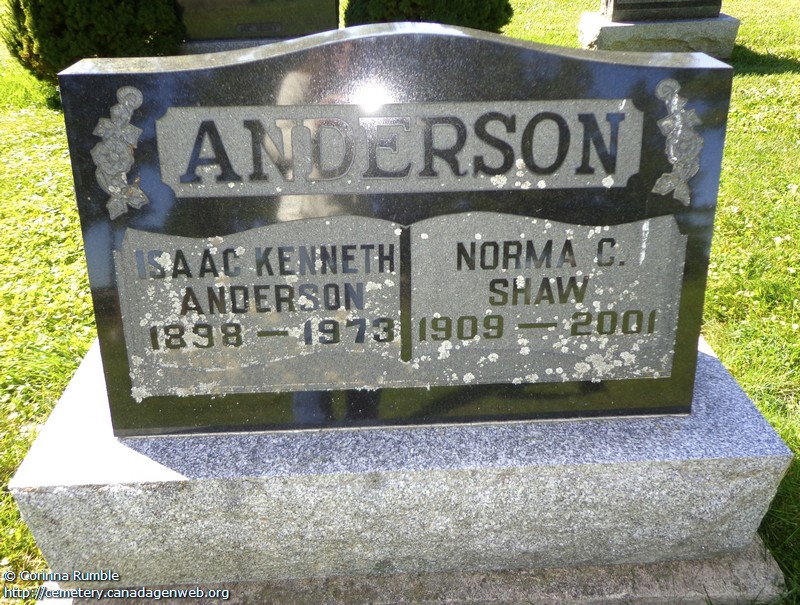 ANDERSON
ISAAC KENNETH
ANDERSON
1898 — 1973
NORMA C.
SHAW
1909 — 2001
© Corinna Rumble
http://cemetery.canadagenweb.org